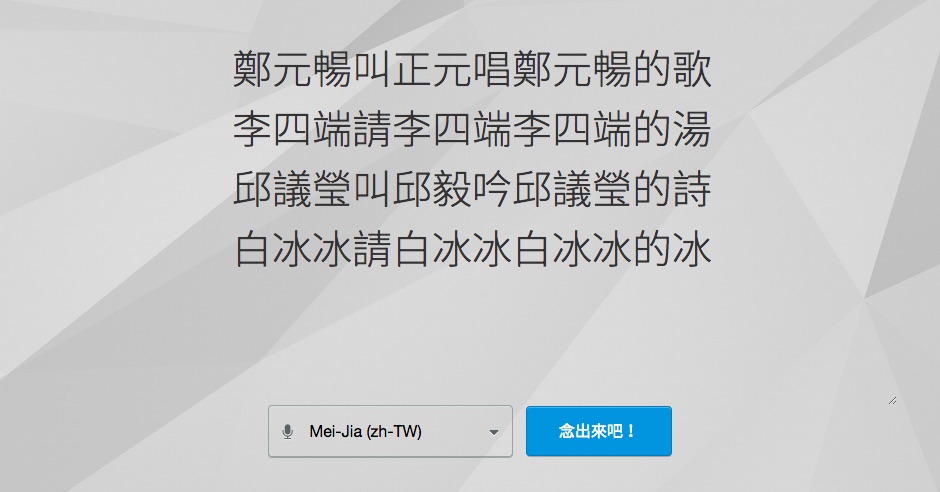 鄭元暢叫正元唱鄭元暢的歌
李四端請李四端李四端的湯
邱議瑩叫邱毅吟邱議瑩的詩
白冰冰請白冰冰白冰冰的冰
Mei-Jia (zh-TW)
念出來吧！